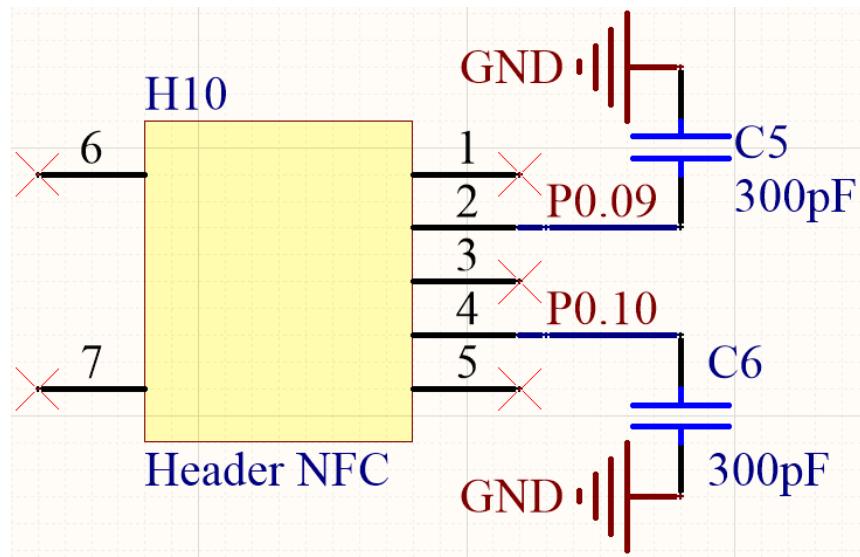 GND
H10
C5
6
1
300pF
2
P0.09
3
4
P0.10
7
5
C6
Header NFC
300pF
GND